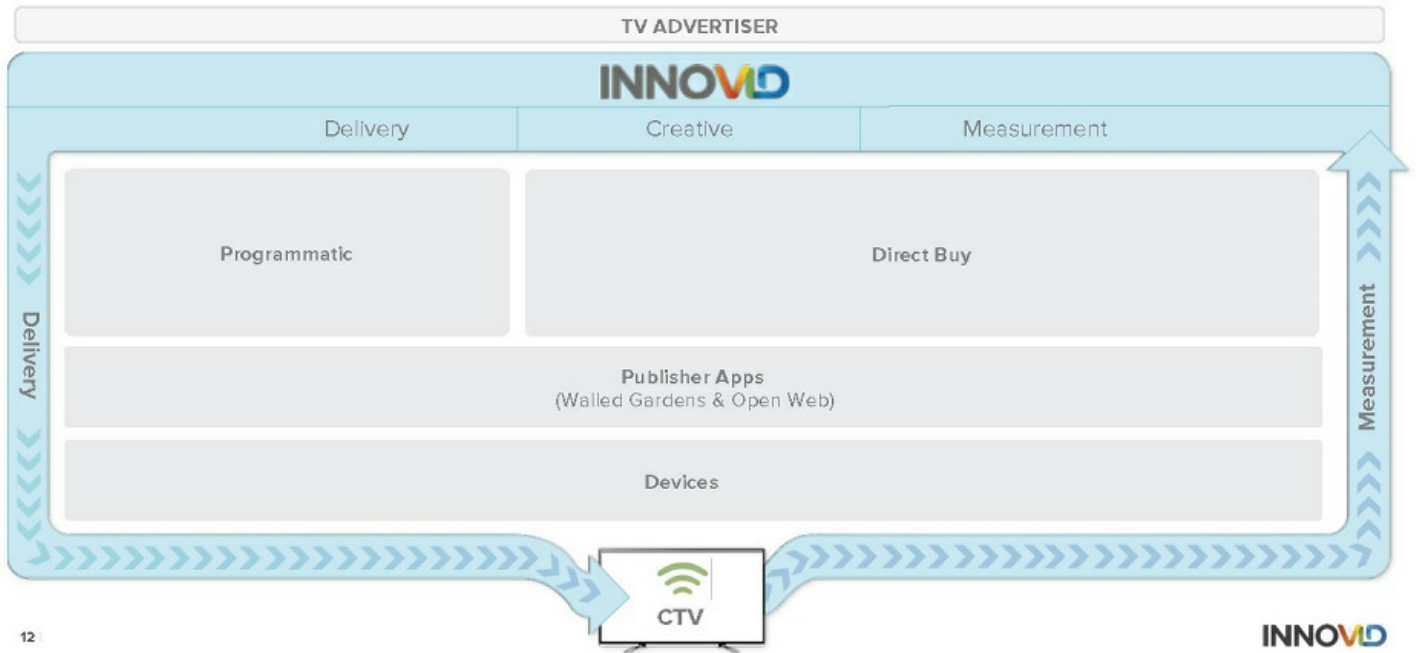 TV ADVERTISER
INNOVID
Delivery
Creative
Measurement
Programmatic
Direct Buy
Delivery
Measurement
Publisher Apps
(Walled Gardens & Open Web)
Devices
CTV
12
INNOVID